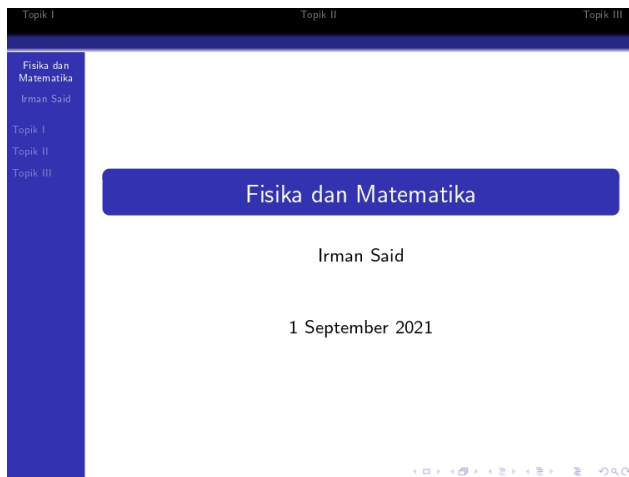 Topik I Topik II Topik III
Fisika dan
Matematika
Irman Said
Topik I
Topik II
Topik III
Fisika dan Matematika
Irman Said
1 September 2021